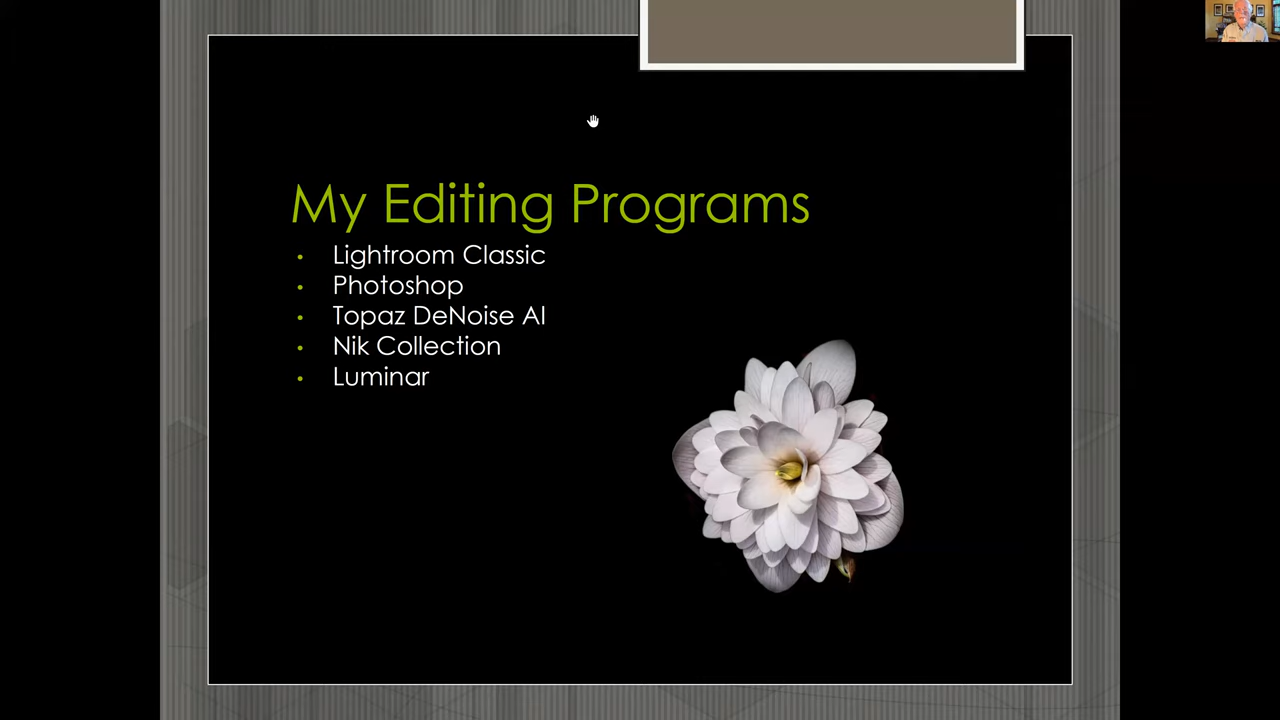 My Editing Programs
• Lightroom Classic
• Photoshop
• Topaz DeNoise AI
• Nik Collection
• Luminar